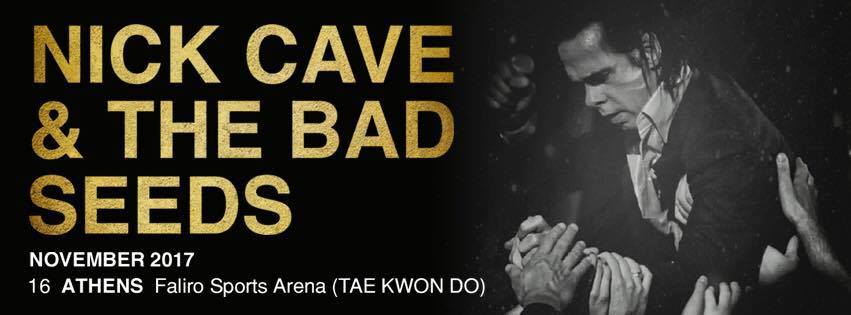 NICK CAVE
& THE BAD
SEEDS
NOVEMBER 2017
16 ATHENS Faliro Sports Arena (TAE KWON DO)